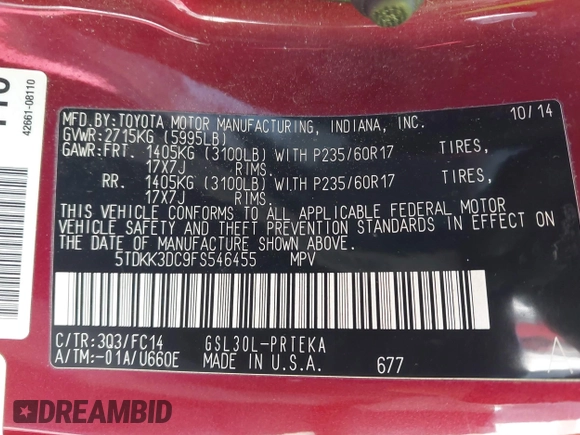 42661-08110
MFD.BY:TOYOTA MOTOR MANUFACTURING, INDIANA, INC. 10/14
GVWR:2715KG (5995LB)
GAWR:FRT. 1405KG (3100LB) WITH P235/60R17 TIRES,
17X7J RIMS.
RR. 1405KG (3100LB) WITH P235/60R17 TIRES,
17X7J RIMS.
THIS VEHICLE CONFORMS TO ALL APPLICABLE FEDERAL MOTOR
VEHICLE SAFETY AND THEFT PREVENTION STANDARDS IN EFFECT ON
THE DATE OF MANUFACTURE SHOWN ABOVE.
5TDKK3DC9FS546455 MPV
C/TR:3Q3/FC14 GSL30L-PRTEKA
A/TM:-01A/U660E MADE IN U.S.A. 677
A
DREAMBID